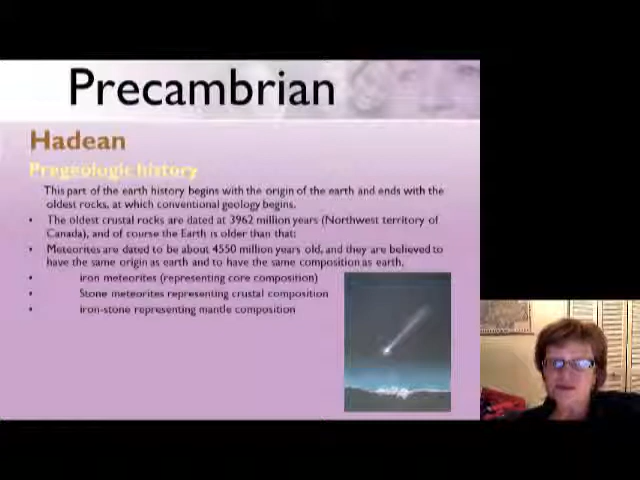 Precambrian
Hadean
Pregeologic history
This part of the earth history begins with the origin of the earth and ends with the
oldest rocks, at which conventional geology begins.
• The oldest crustal rocks are dated at 3962 million years (Northwest territory of
Canada), and of course the Earth is older than that:
• Meteorites are dated to be about 4550 million years old, and they are believed to
have the same origin as earth and to have the same composition as earth.
• iron meteorites (representing core composition)
• Stone meteorites representing crustal composition
• iron-stone representing mantle composition